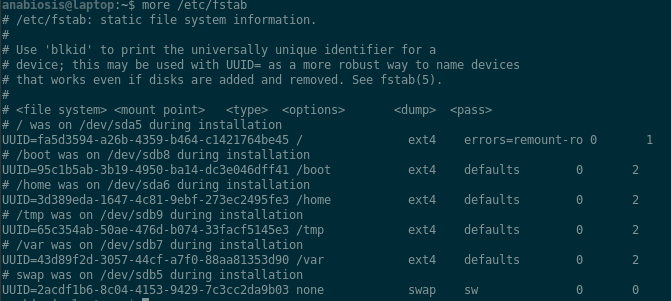 anabiosis@laptop:~$ more /etc/fstab
# /etc/fstab: static file system information.
#
# Use 'blkid' to print the universally unique identifier for a
# device; this may be used with UUID= as a more robust way to name devices
# that works even if disks are added and removed. See fstab(5).
#
# <file system> <mount point>   <type>  <options>       <dump>  <pass>
# / was on /dev/sda5 during installation
UUID=fa5d3594-a26b-4359-b464-c1421764be45 /               ext4    errors=remount-ro 0       1
# /boot was on /dev/sdb8 during installation
UUID=95c1b5ab-3b19-4950-ba14-dc3e046dff41 /boot           ext4    defaults        0       2
# /home was on /dev/sda6 during installation
UUID=3d389eda-1647-4c81-9ebf-273ec2495fe3 /home           ext4    defaults        0       2
# /tmp was on /dev/sdb9 during installation
UUID=65c354ab-50ae-476d-b074-33facf5145e3 /tmp            ext4    defaults        0       2
# /var was on /dev/sdb7 during installation
UUID=43d89f2d-3057-44cf-a7f0-88aa81353d90 /var            ext4    defaults        0       2
# swap was on /dev/sdb5 during installation
UUID=2acdf1b6-8c04-4153-9429-7c3cc2da9b03 none            swap    sw              0       0